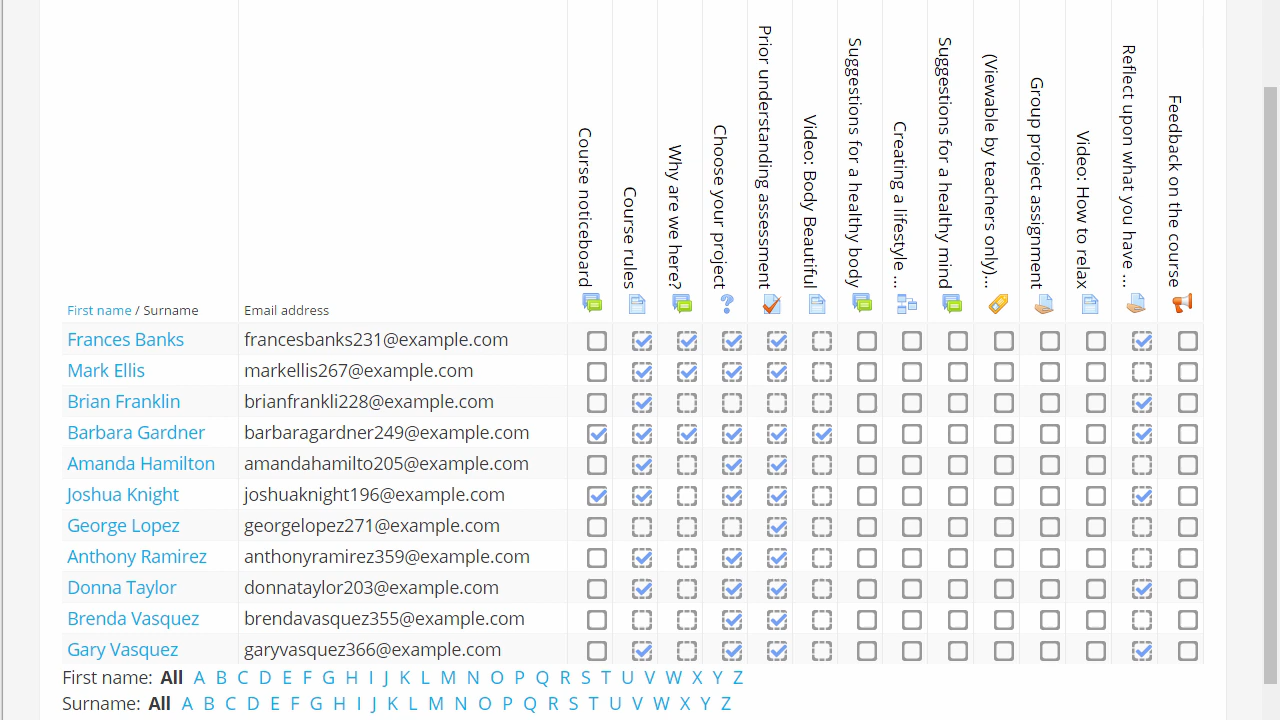 Course noticeboard
Course rules
Why are we here?
Choose your project
Prior understanding assessment
Video: Body Beautiful
Suggestions for a healthy body
Creating a lifestyle ...
Suggestions for a healthy mind
(Viewable by teachers only)...
Group project assignment
Video: How to relax
Reflect upon what you have ...
Feedback on the course
First name / Surname Email address
Frances Banks francesbanks231@example.com
Mark Ellis markellis267@example.com
Brian Franklin brianfrankli228@example.com
Barbara Gardner barbaragardner249@example.com
Amanda Hamilton amandahamilto205@example.com
Joshua Knight joshuaknight196@example.com
George Lopez georgelopez271@example.com
Anthony Ramirez anthonyramirez359@example.com
Donna Taylor donnataylor203@example.com
Brenda Vasquez brendavasquez355@example.com
Gary Vasquez garyvasquez366@example.com
First name: All A B C D E F G H I J K L M N O P Q R S T U V W X Y Z
Surname: All A B C D E F G H I J K L M N O P Q R S T U V W X Y Z